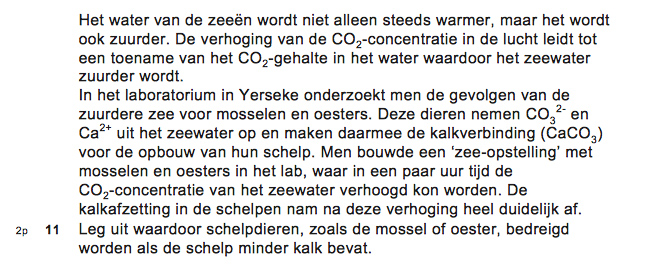 Het water van de zeeën wordt niet alleen steeds warmer, maar het wordt
ook zuurder. De verhoging van de CO₂-concentratie in de lucht leidt tot
een toename van het CO₂-gehalte in het water waardoor het zeewater
zuurder wordt.
In het laboratorium in Yerseke onderzoekt men de gevolgen van de
zuurdere zee voor mosselen en oesters. Deze dieren nemen CO₃²⁻ en
Ca²⁺ uit het zeewater op en maken daarmee de kalkverbinding (CaCO₃)
voor de opbouw van hun schelp. Men bouwde een ‘zee-opstelling’ met
mosselen en oesters in het lab, waar in een paar uur tijd de
CO₂-concentratie van het zeewater verhoogd kon worden. De
kalkafzetting in de schelpen nam na deze verhoging heel duidelijk af.
2p 11 Leg uit waardoor schelpdieren, zoals de mossel of oester, bedreigd
worden als de schelp minder kalk bevat.